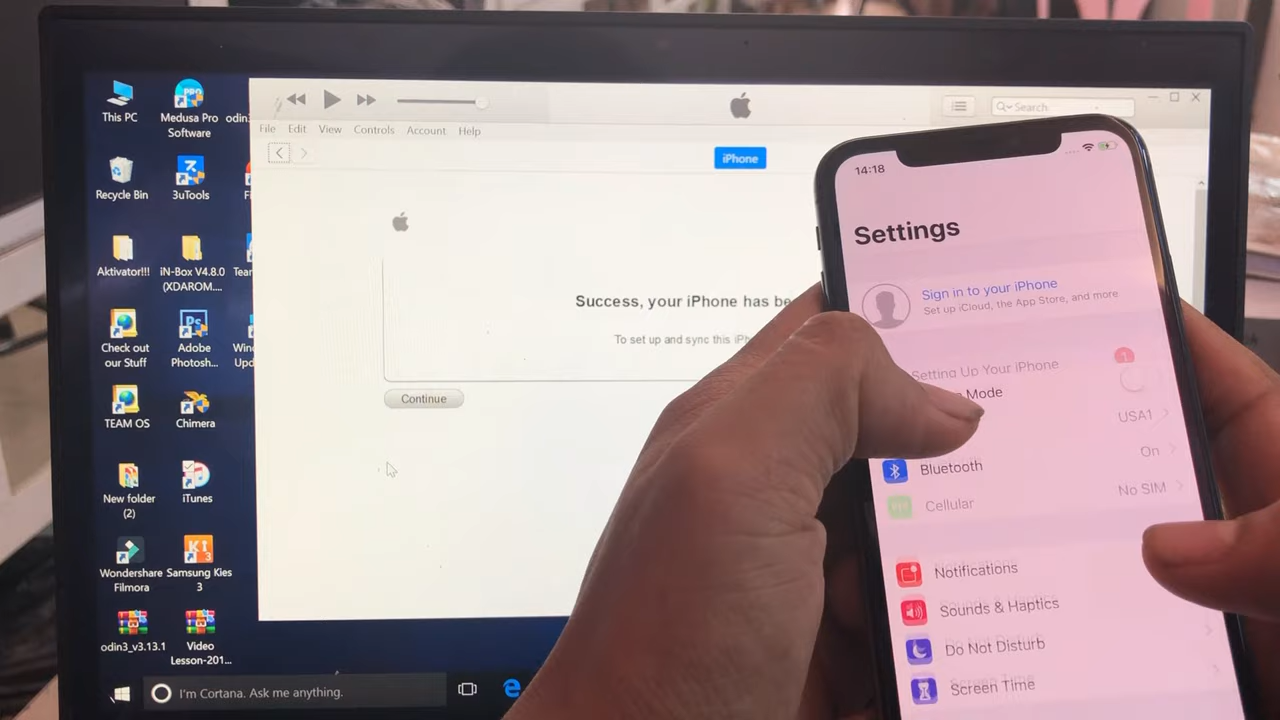 This PC
Medusa Pro
Software
odin
Recycle Bin
3uTools
Aktivator!!!
iN-Box V4.8.0
(XDAROM....
Team
Check out
our Stuff
Adobe
Photosh...
Wind
Upd
TEAM OS
Chimera
New folder
(2)
iTunes
Wondershare
Filmora
Samsung Kies
3
odin3_v3.13.1
Video
Lesson-201...
I'm Cortana. Ask me anything.
Search
File Edit View Controls Account Help
iPhone
Success, your iPhone has be
To set up and sync this iPh
Continue
14:18
Settings
Sign in to your iPhone
Set up iCloud, the App Store, and more
Setting Up Your iPhone
1
Mode
USA1
Bluetooth
On
Cellular
No SIM
Notifications
Sounds & Haptics
Do Not Disturb
Screen Time